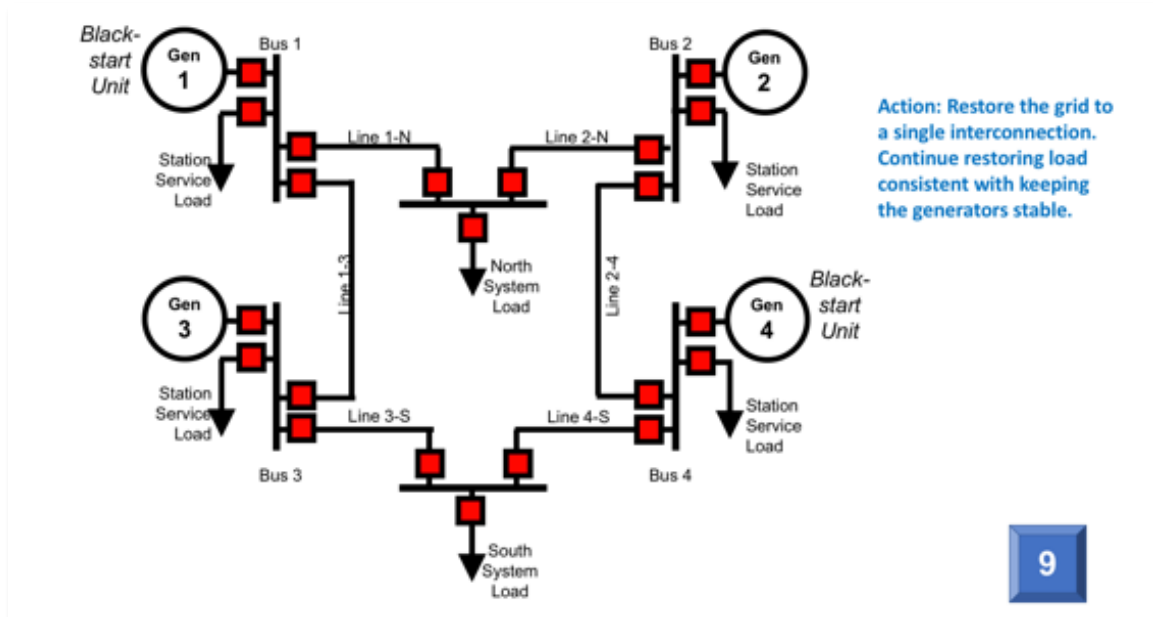 Black-
start
Unit
Gen
1
Bus 1
Bus 2
Gen
2
Action: Restore the grid to
a single interconnection.
Continue restoring load
consistent with keeping
the generators stable.
Line 1-N
Line 2-N
Station
Service
Load
Station
Service
Load
North
System
Load
Line 1-3
Line 2-4
Gen
3
Gen
4
Black-
start
Unit
Station
Service
Load
Line 3-S
Line 4-S
Station
Service
Load
Bus 3
Bus 4
South
System
Load
9